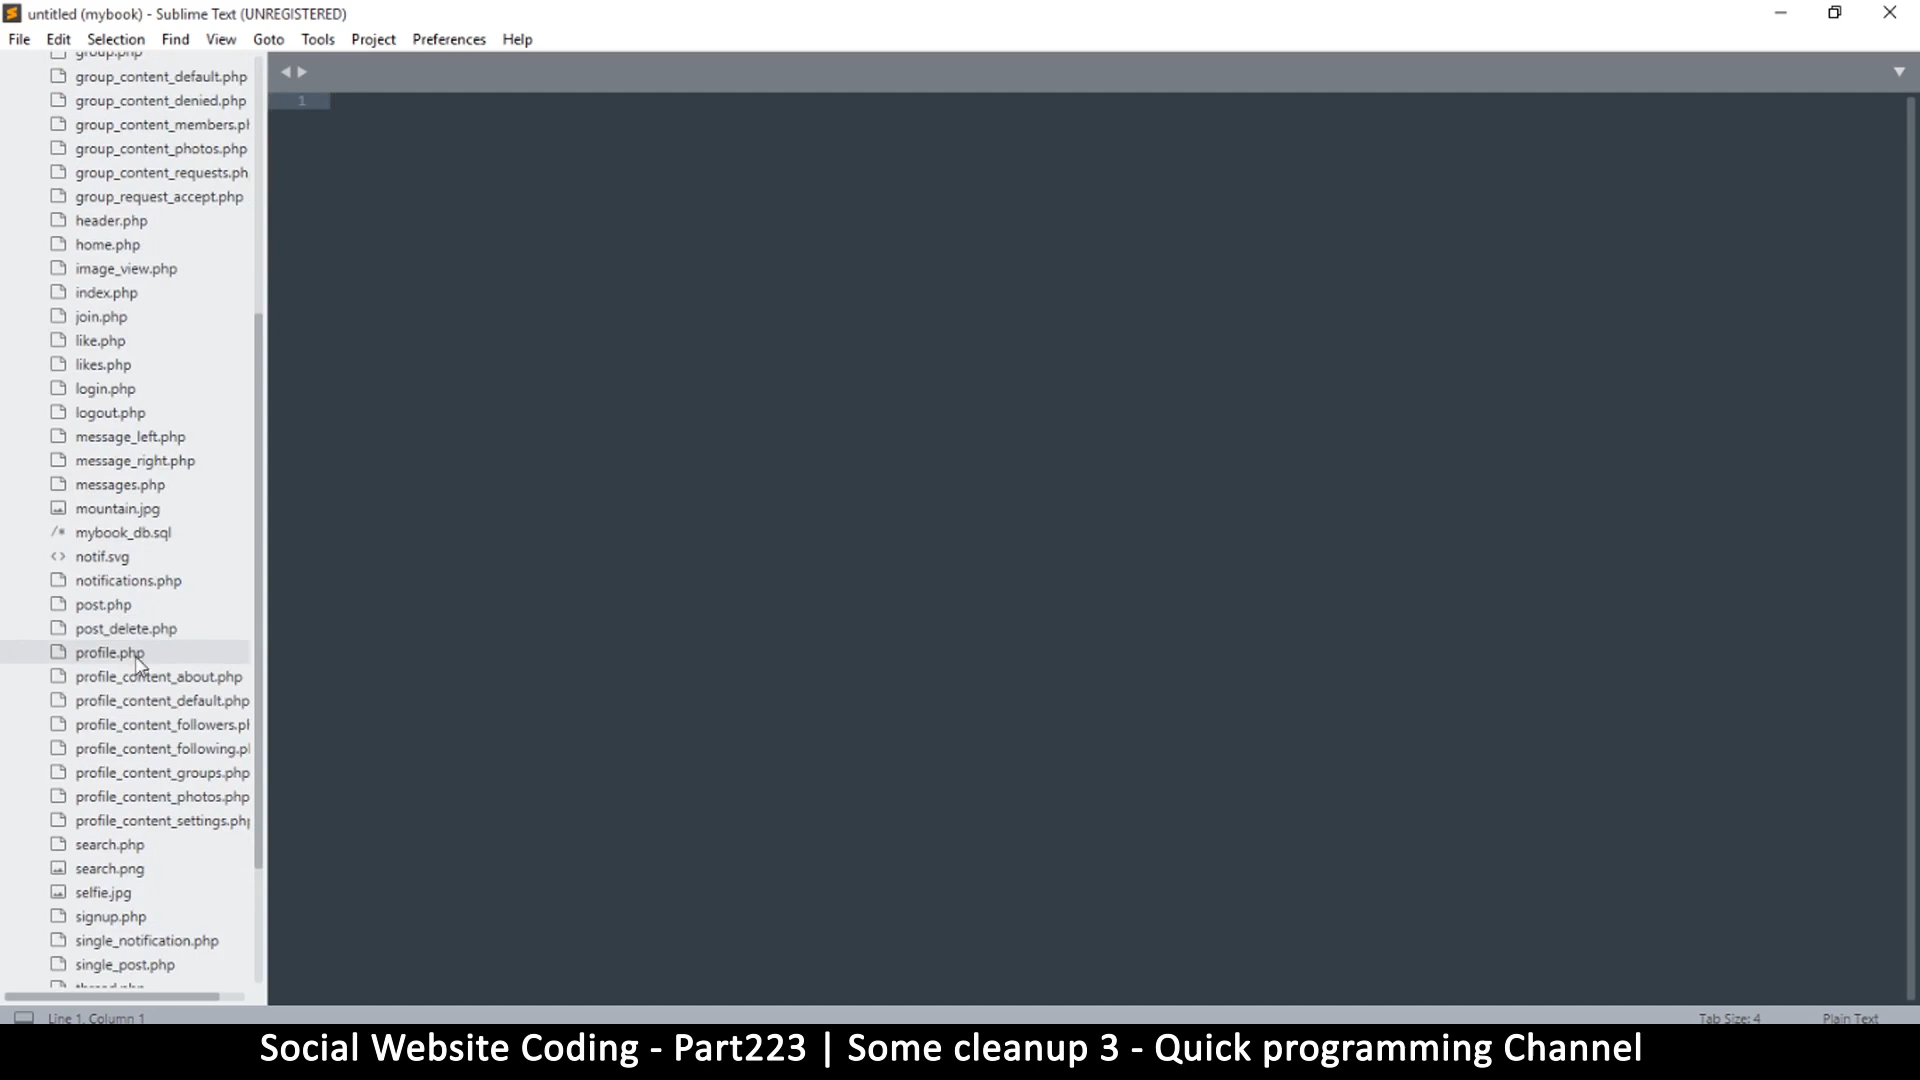 untitled (mybook) - Sublime Text (UNREGISTERED)
File Edit Selection Find View Goto Tools Project Preferences Help
group.php
group_content_default.php
1
group_content_denied.php
group_content_members.ph
group_content_photos.php
group_content_requests.ph
group_request_accept.php
header.php
home.php
image_view.php
index.php
join.php
like.php
likes.php
login.php
logout.php
message_left.php
message_right.php
messages.php
mountain.jpg
/* mybook_db.sql
<> notif.svg
notifications.php
post.php
post_delete.php
profile.php
profile_content_about.php
profile_content_default.php
profile_content_followers.ph
profile_content_following.pl
profile_content_groups.php
profile_content_photos.php
profile_content_settings.php
search.php
search.png
selfie.jpg
signup.php
single_notification.php
single_post.php
Line 1, Column 1 Tab Size: 4 Plain Text
Social Website Coding - Part223 | Some cleanup 3 - Quick programming Channel